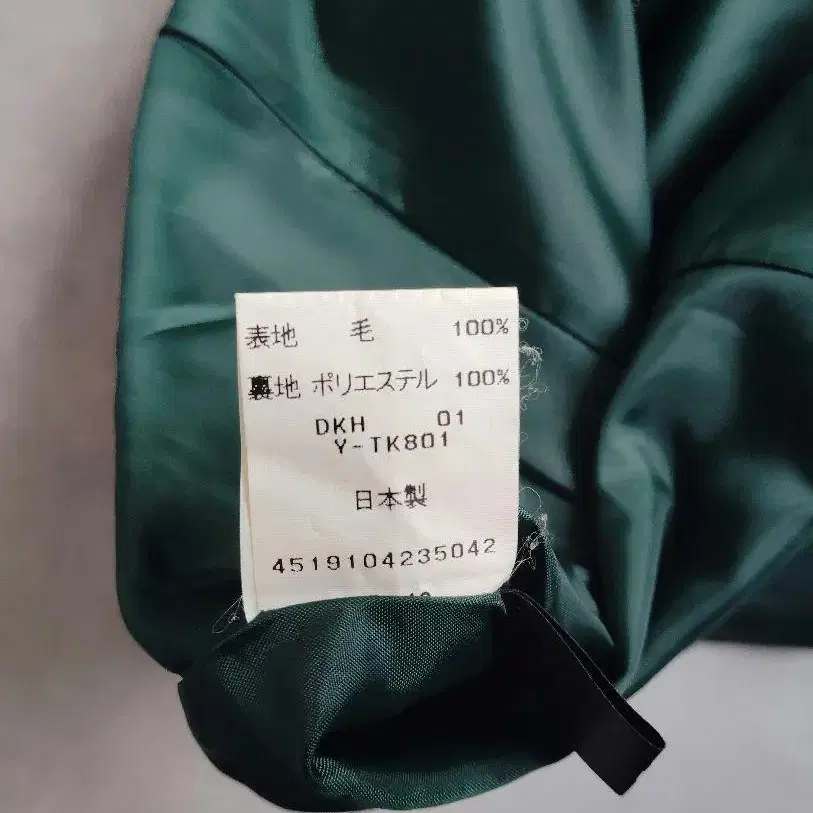 表地 毛 100%
裏地 ポリエステル 100%
DKH 01
Y-TK801
日本製
4519104235042